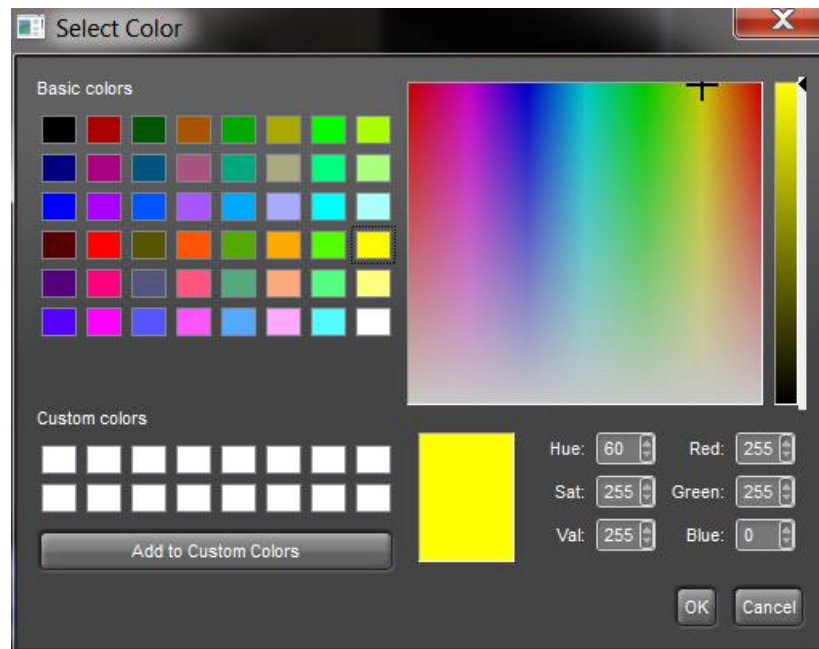 Select Color
X
Basic colors
Custom colors
Hue: 60 Red: 255
Sat: 255 Green: 255
Val: 255 Blue: 0
Add to Custom Colors
OK Cancel